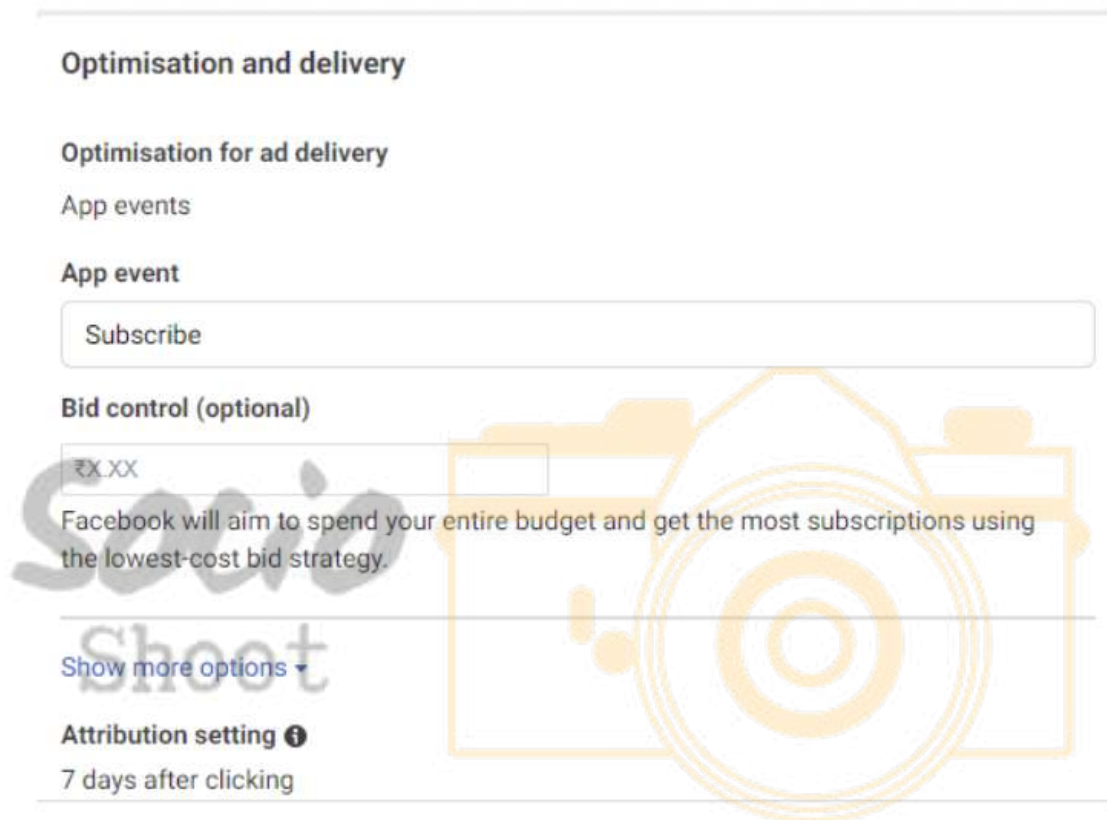 Optimisation and delivery
Optimisation for ad delivery
App events
App event
Subscribe
Bid control (optional)
₹X.XX
Facebook will aim to spend your entire budget and get the most subscriptions using
the lowest-cost bid strategy.
Socio
Shoot
Show more options
Attribution setting
7 days after clicking